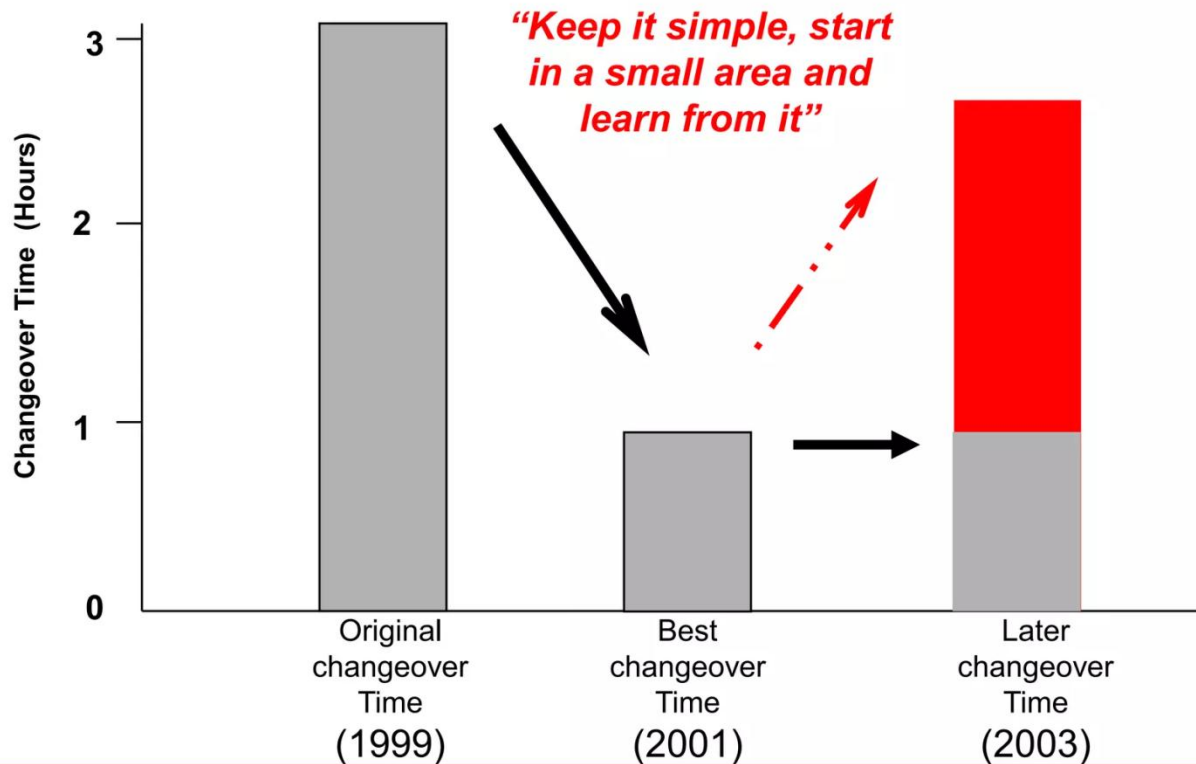 “Keep it simple, start
in a small area and
learn from it”
Changeover Time (Hours)
3
2
1
0
Original
changeover
Time
(1999)
Best
changeover
Time
(2001)
Later
changeover
Time
(2003)